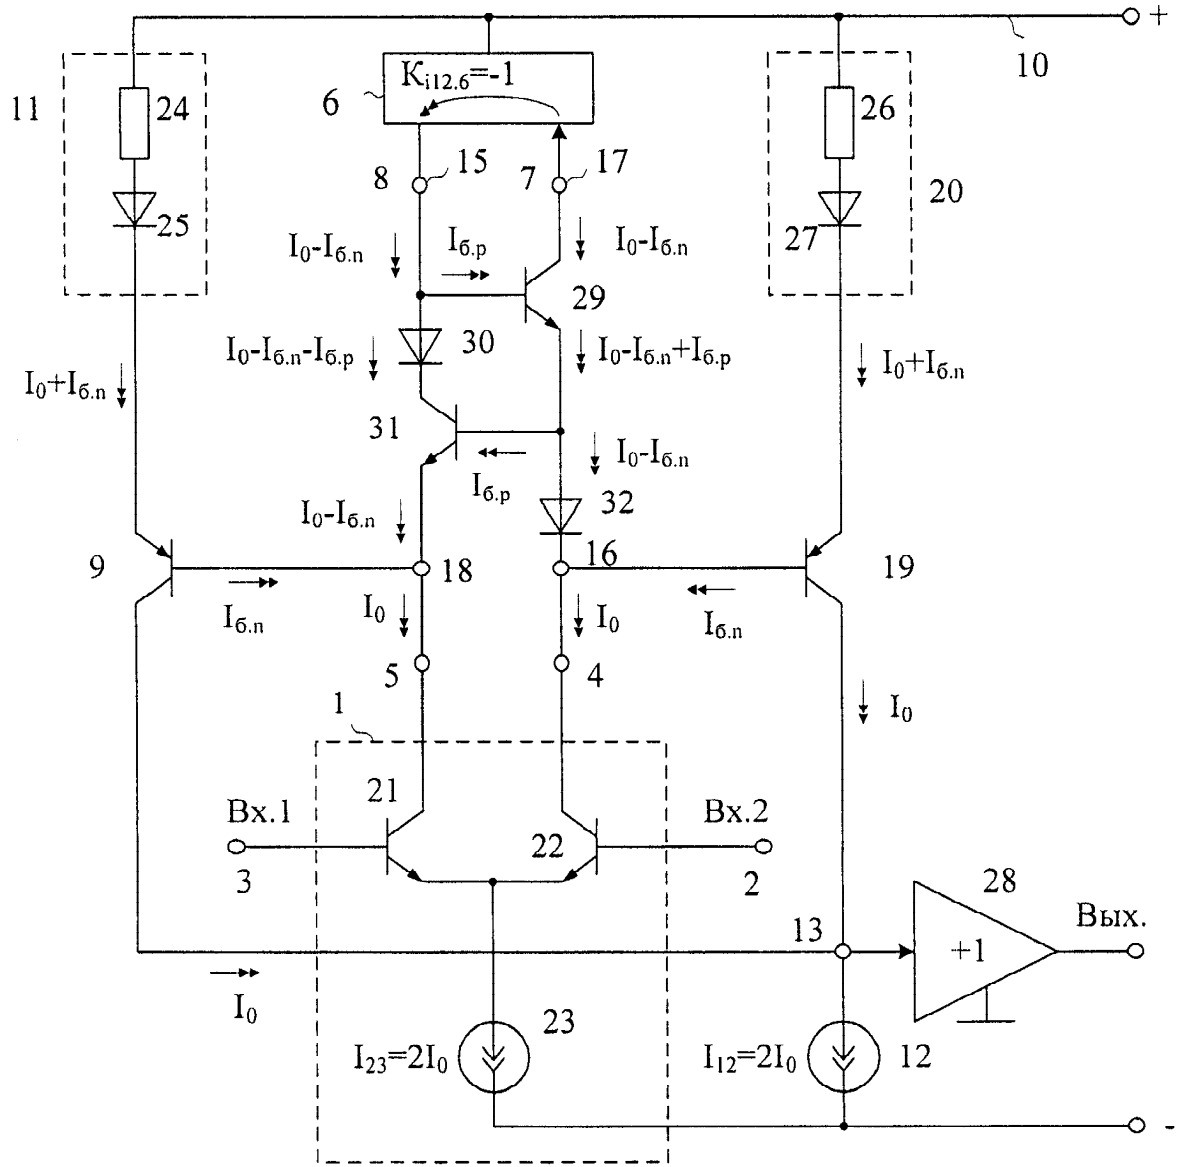 +
10
11
24
25
6
Kᵢ₁₂.₆=-1
26
27
20
8
15
7
17
I₀-Iб.п
Iб.р
I₀-Iб.п
29
30
I₀-Iб.п-Iб.р
I₀-Iб.п+Iб.р
I₀+Iб.п
I₀+Iб.п
31
Iб.р
I₀-Iб.п
32
I₀-Iб.п
9
18
16
19
Iб.п
I₀
I₀
Iб.п
5
4
I₀
1
21
22
Вх.1
3
Вх.2
2
28
13
+1
Вых.
I₀
23
I₂₃=2I₀
I₁₂=2I₀
12
-